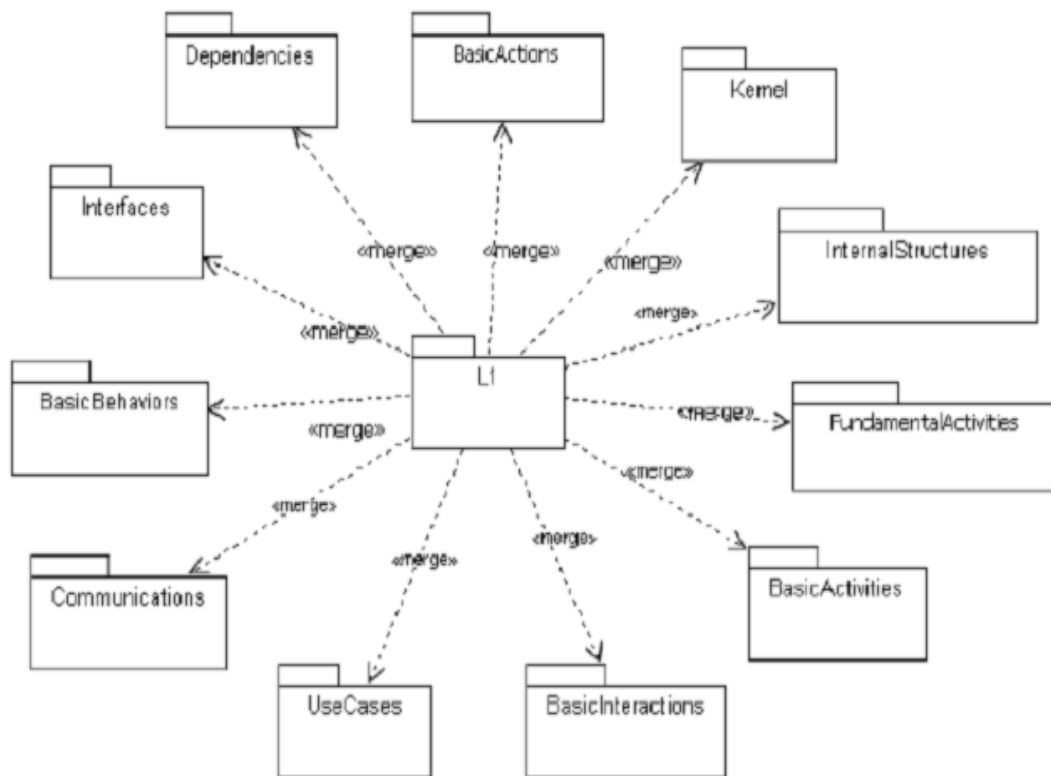 Dependencies
BasicActions
Kernel
Interfaces
InternalStructures
«merge»
«merge»
«merge»
«merge»
«merge»
L1
BasicBehaviors
«merge»
«merge»
FundamentalActivities
«merge»
«merge»
«merge»
«merge»
Communications
BasicActivities
UseCases
BasicInteractions